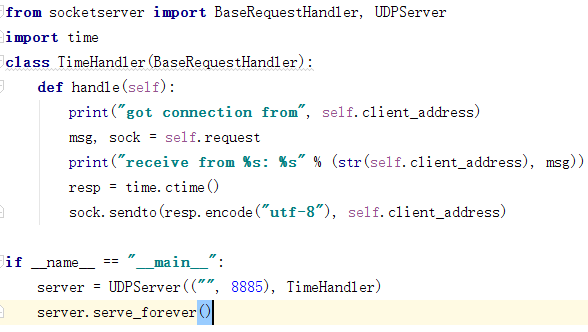 from socketserver import BaseRequestHandler, UDPServer
import time
class TimeHandler(BaseRequestHandler):
    def handle(self):
        print("got connection from", self.client_address)
        msg, sock = self.request
        print("receive from %s: %s" % (str(self.client_address), msg))
        resp = time.ctime()
        sock.sendto(resp.encode("utf-8"), self.client_address)

if __name__ == "__main__":
    server = UDPServer(("", 8885), TimeHandler)
    server.serve_forever()